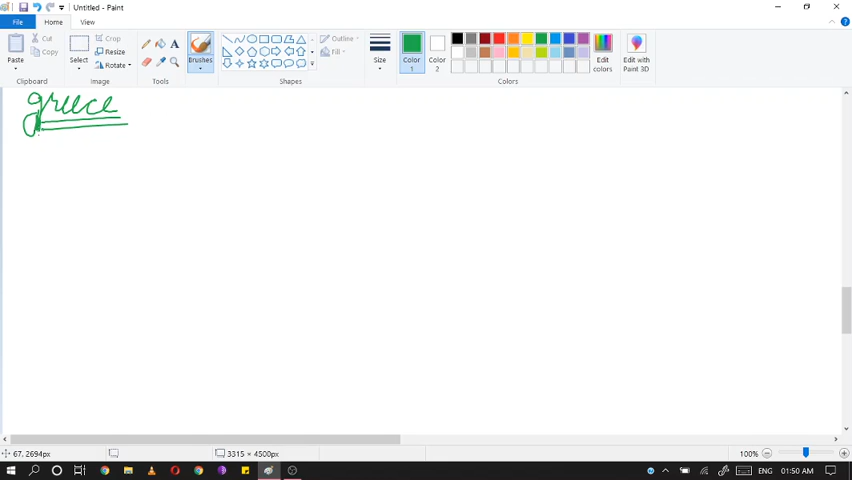 Untitled - Paint
File
Home
View
Paste
Cut
Copy
Clipboard
Select
Crop
Resize
Rotate
Image
Tools
Brushes
Outline
Fill
Shapes
Size
Color 1
Color 2
Edit colors
Edit with Paint 3D
Colors
greece
67, 2694px
3315 × 4500px
100%
ENG
01:50 AM